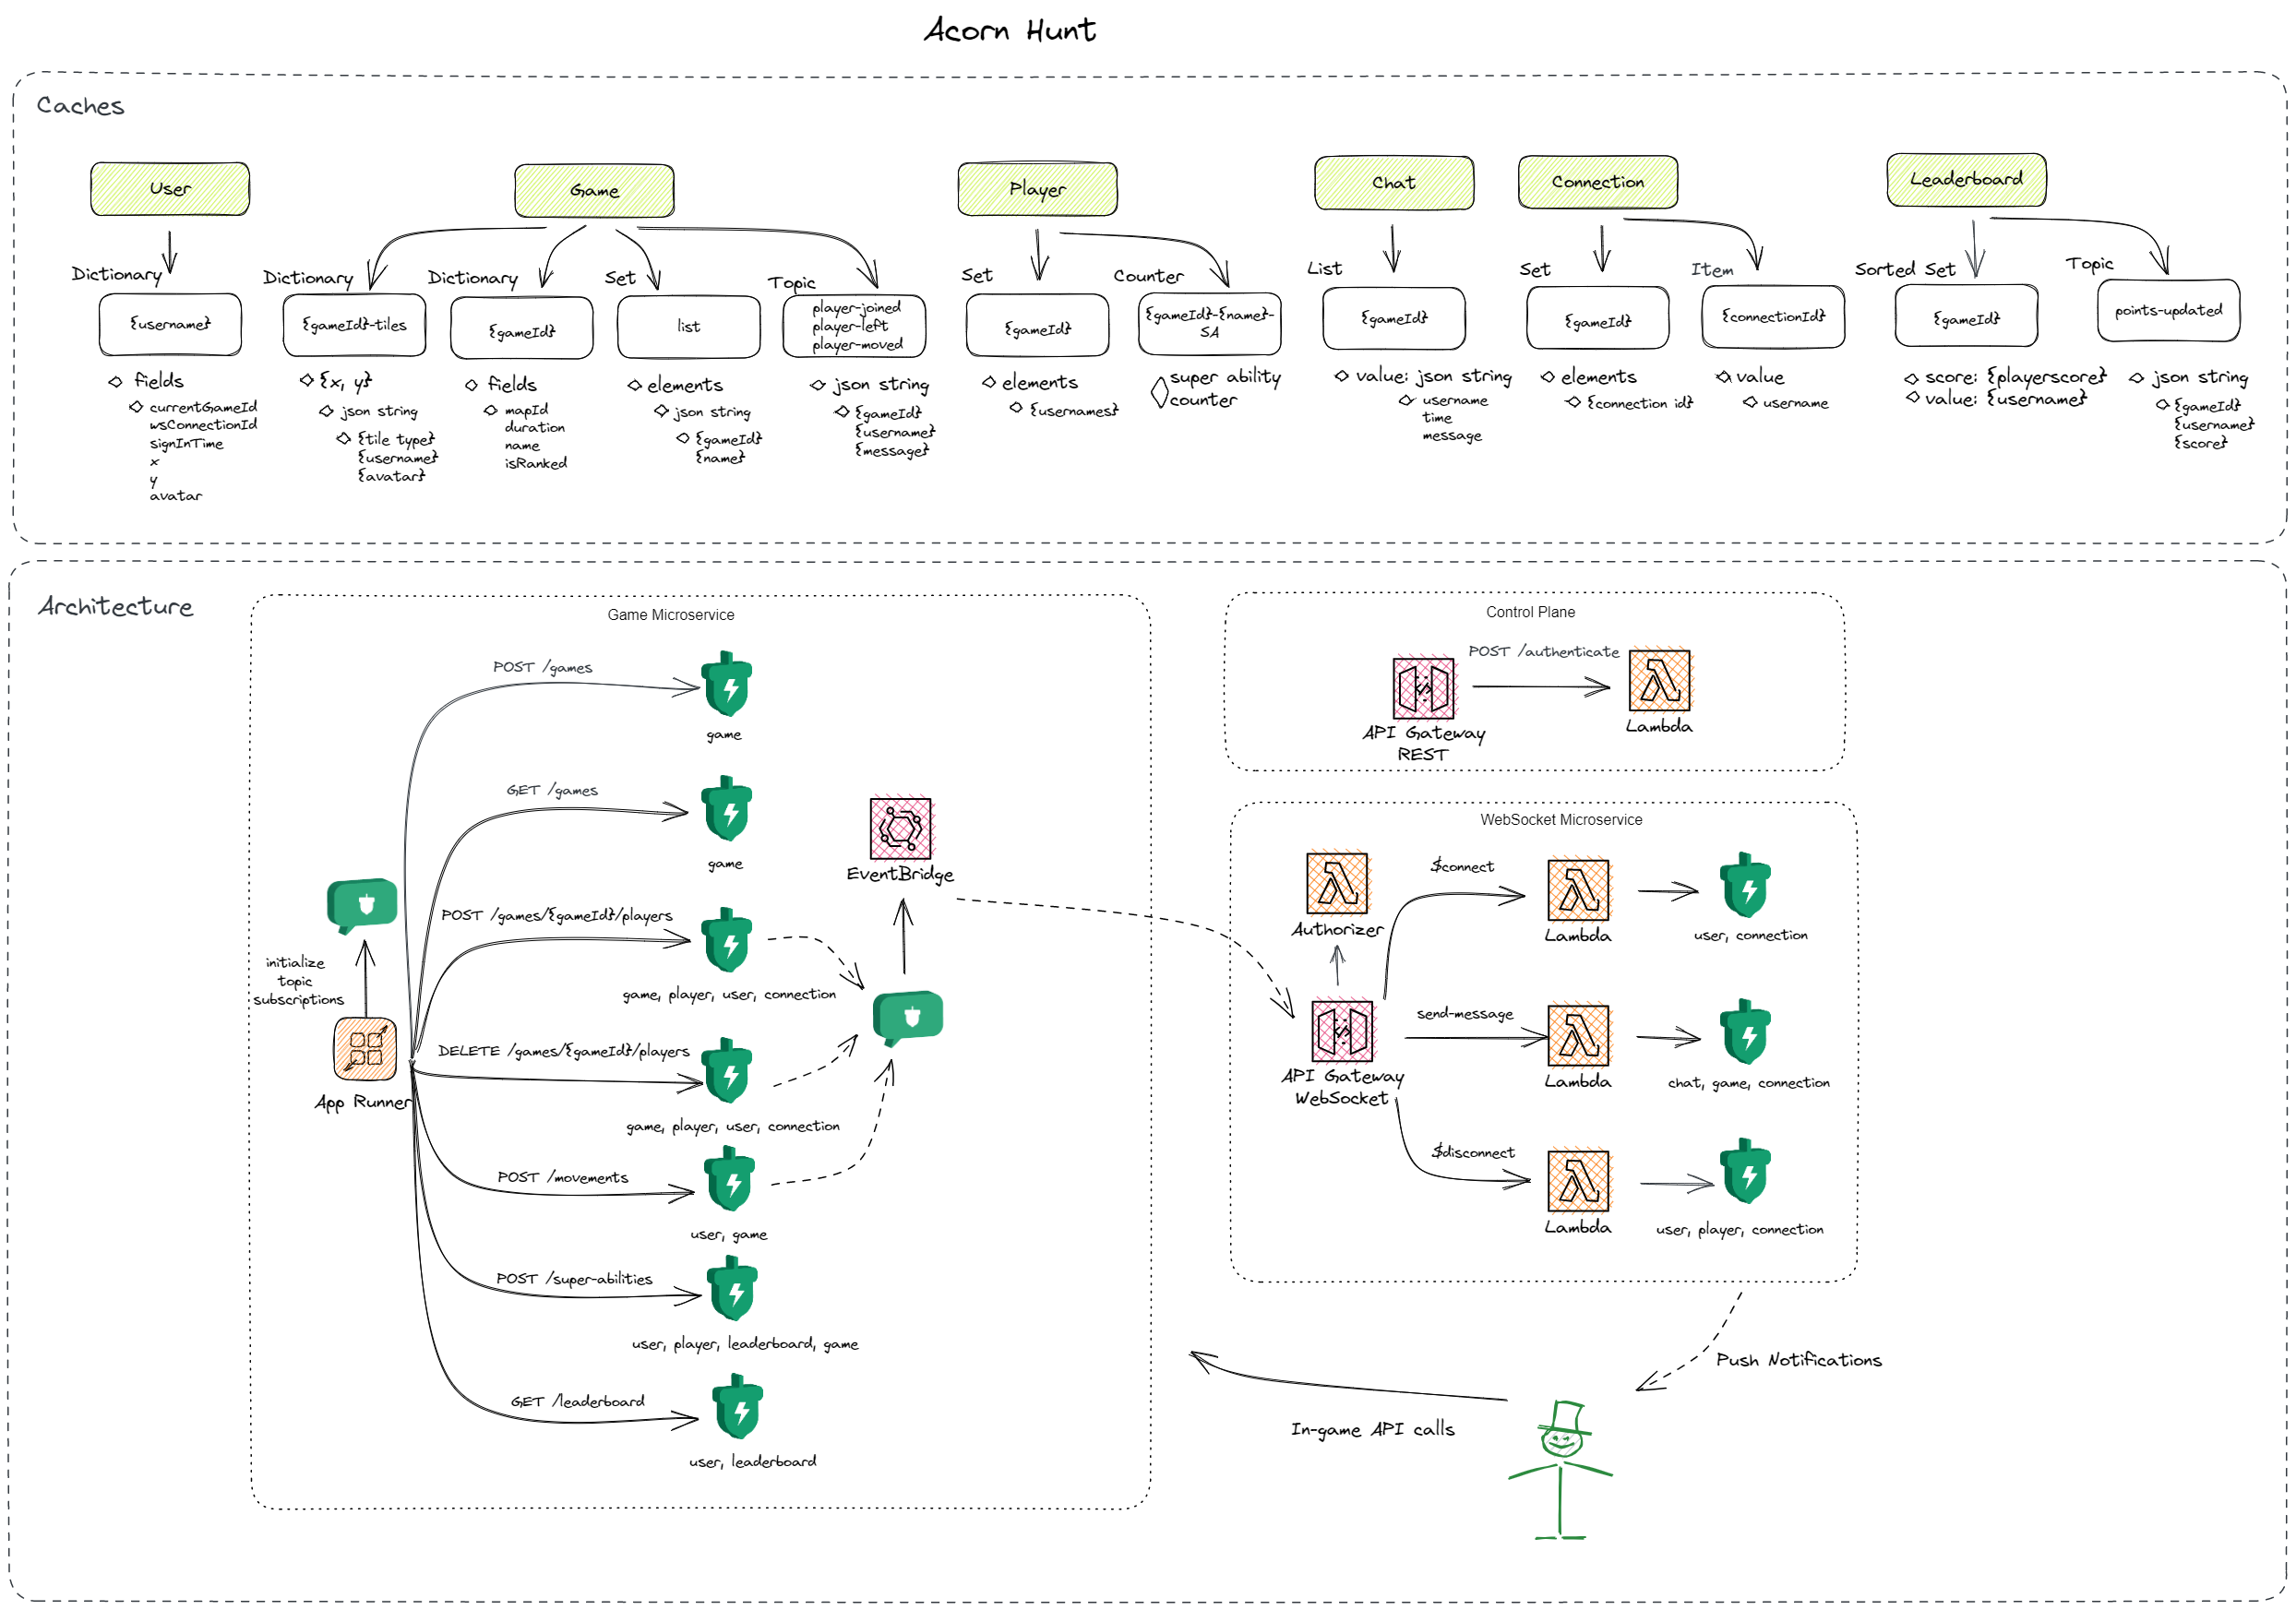 Acorn Hunt
Caches
User
Dictionary
{username}
fields
currentGameId
wsConnectionId
signInTime
x
y
avatar
Game
Dictionary
{gameId}-tiles
{x, y}
json string
{tile type}
{username}
{avatar}
Dictionary
{gameId}
fields
mapId
duration
name
isRanked
Set
list
elements
json string
{gameId}
{name}
Topic
player-joined
player-left
player-moved
json string
{gameId}
{username}
{message}
Player
Set
{gameId}
elements
{usernames}
Counter
{gameId}-{name}-
SA
super ability
counter
Chat
List
{gameId}
value: json string
username
time
message
Connection
Set
{gameId}
elements
{connection id}
Item
{connectionId}
value
username
Leaderboard
Sorted Set
{gameId}
score: {playerscore}
value: {username}
Topic
points-updated
json string
{gameId}
{username}
{score}
Architecture
Game Microservice
initialize
topic
subscriptions
App Runner
POST /games
game
GET /games
game
POST /games/{gameId}/players
game, player, user, connection
DELETE /games/{gameId}/players
game, player, user, connection
POST /movements
user, game
POST /super-abilities
user, player, leaderboard, game
GET /leaderboard
user, leaderboard
EventBridge
Control Plane
API Gateway
REST
POST /authenticate
Lambda
WebSocket Microservice
Authorizer
API Gateway
WebSocket
$connect
Lambda
user, connection
send-message
Lambda
chat, game, connection
$disconnect
Lambda
user, player, connection
Push Notifications
In-game API calls